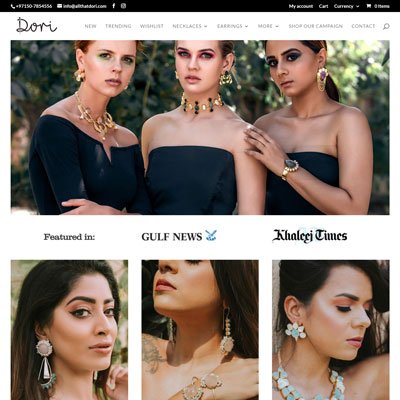 +97150-7854556 info@allthatdori.com My account Cart Currency 0 Items
Dori NEW TRENDING WISHLIST NECKLACES EARRINGS MORE SHOP OUR CAMPAIGN CONTACT
Featured in: GULF NEWS Khaleej Times